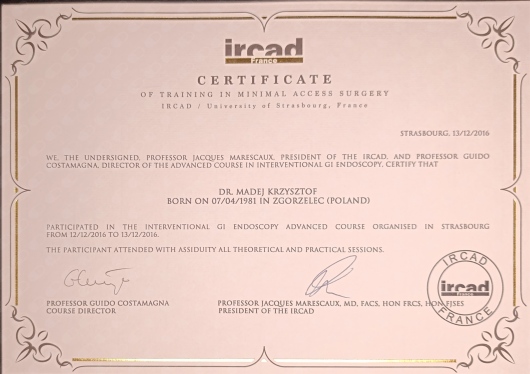 ircad
France
CERTIFICATE
OF TRAINING IN MINIMAL ACCESS SURGERY
IRCAD / University of Strasbourg, France
STRASBOURG, 13/12/2016
WE, THE UNDERSIGNED, PROFESSOR JACQUES MARESCAUX, PRESIDENT OF THE IRCAD, AND PROFESSOR GUIDO
COSTAMAGNA, DIRECTOR OF THE ADVANCED COURSE IN INTERVENTIONAL GI ENDOSCOPY, CERTIFY THAT
DR. MADEJ KRZYSZTOF
BORN ON 07/04/1981 IN ZGORZELEC (POLAND)
PARTICIPATED IN THE INTERVENTIONAL GI ENDOSCOPY ADVANCED COURSE ORGANISED IN STRASBOURG
FROM 12/12/2016 TO 13/12/2016.
THE PARTICIPANT ATTENDED WITH ASSIDUITY ALL THEORETICAL AND PRACTICAL SESSIONS.
PROFESSOR GUIDO COSTAMAGNA
COURSE DIRECTOR
PROFESSOR JACQUES MARESCAUX, MD, FACS, HON FRCS, HON FJSES
PRESIDENT OF THE IRCAD
IRCAD
ircad
France
FRANCE